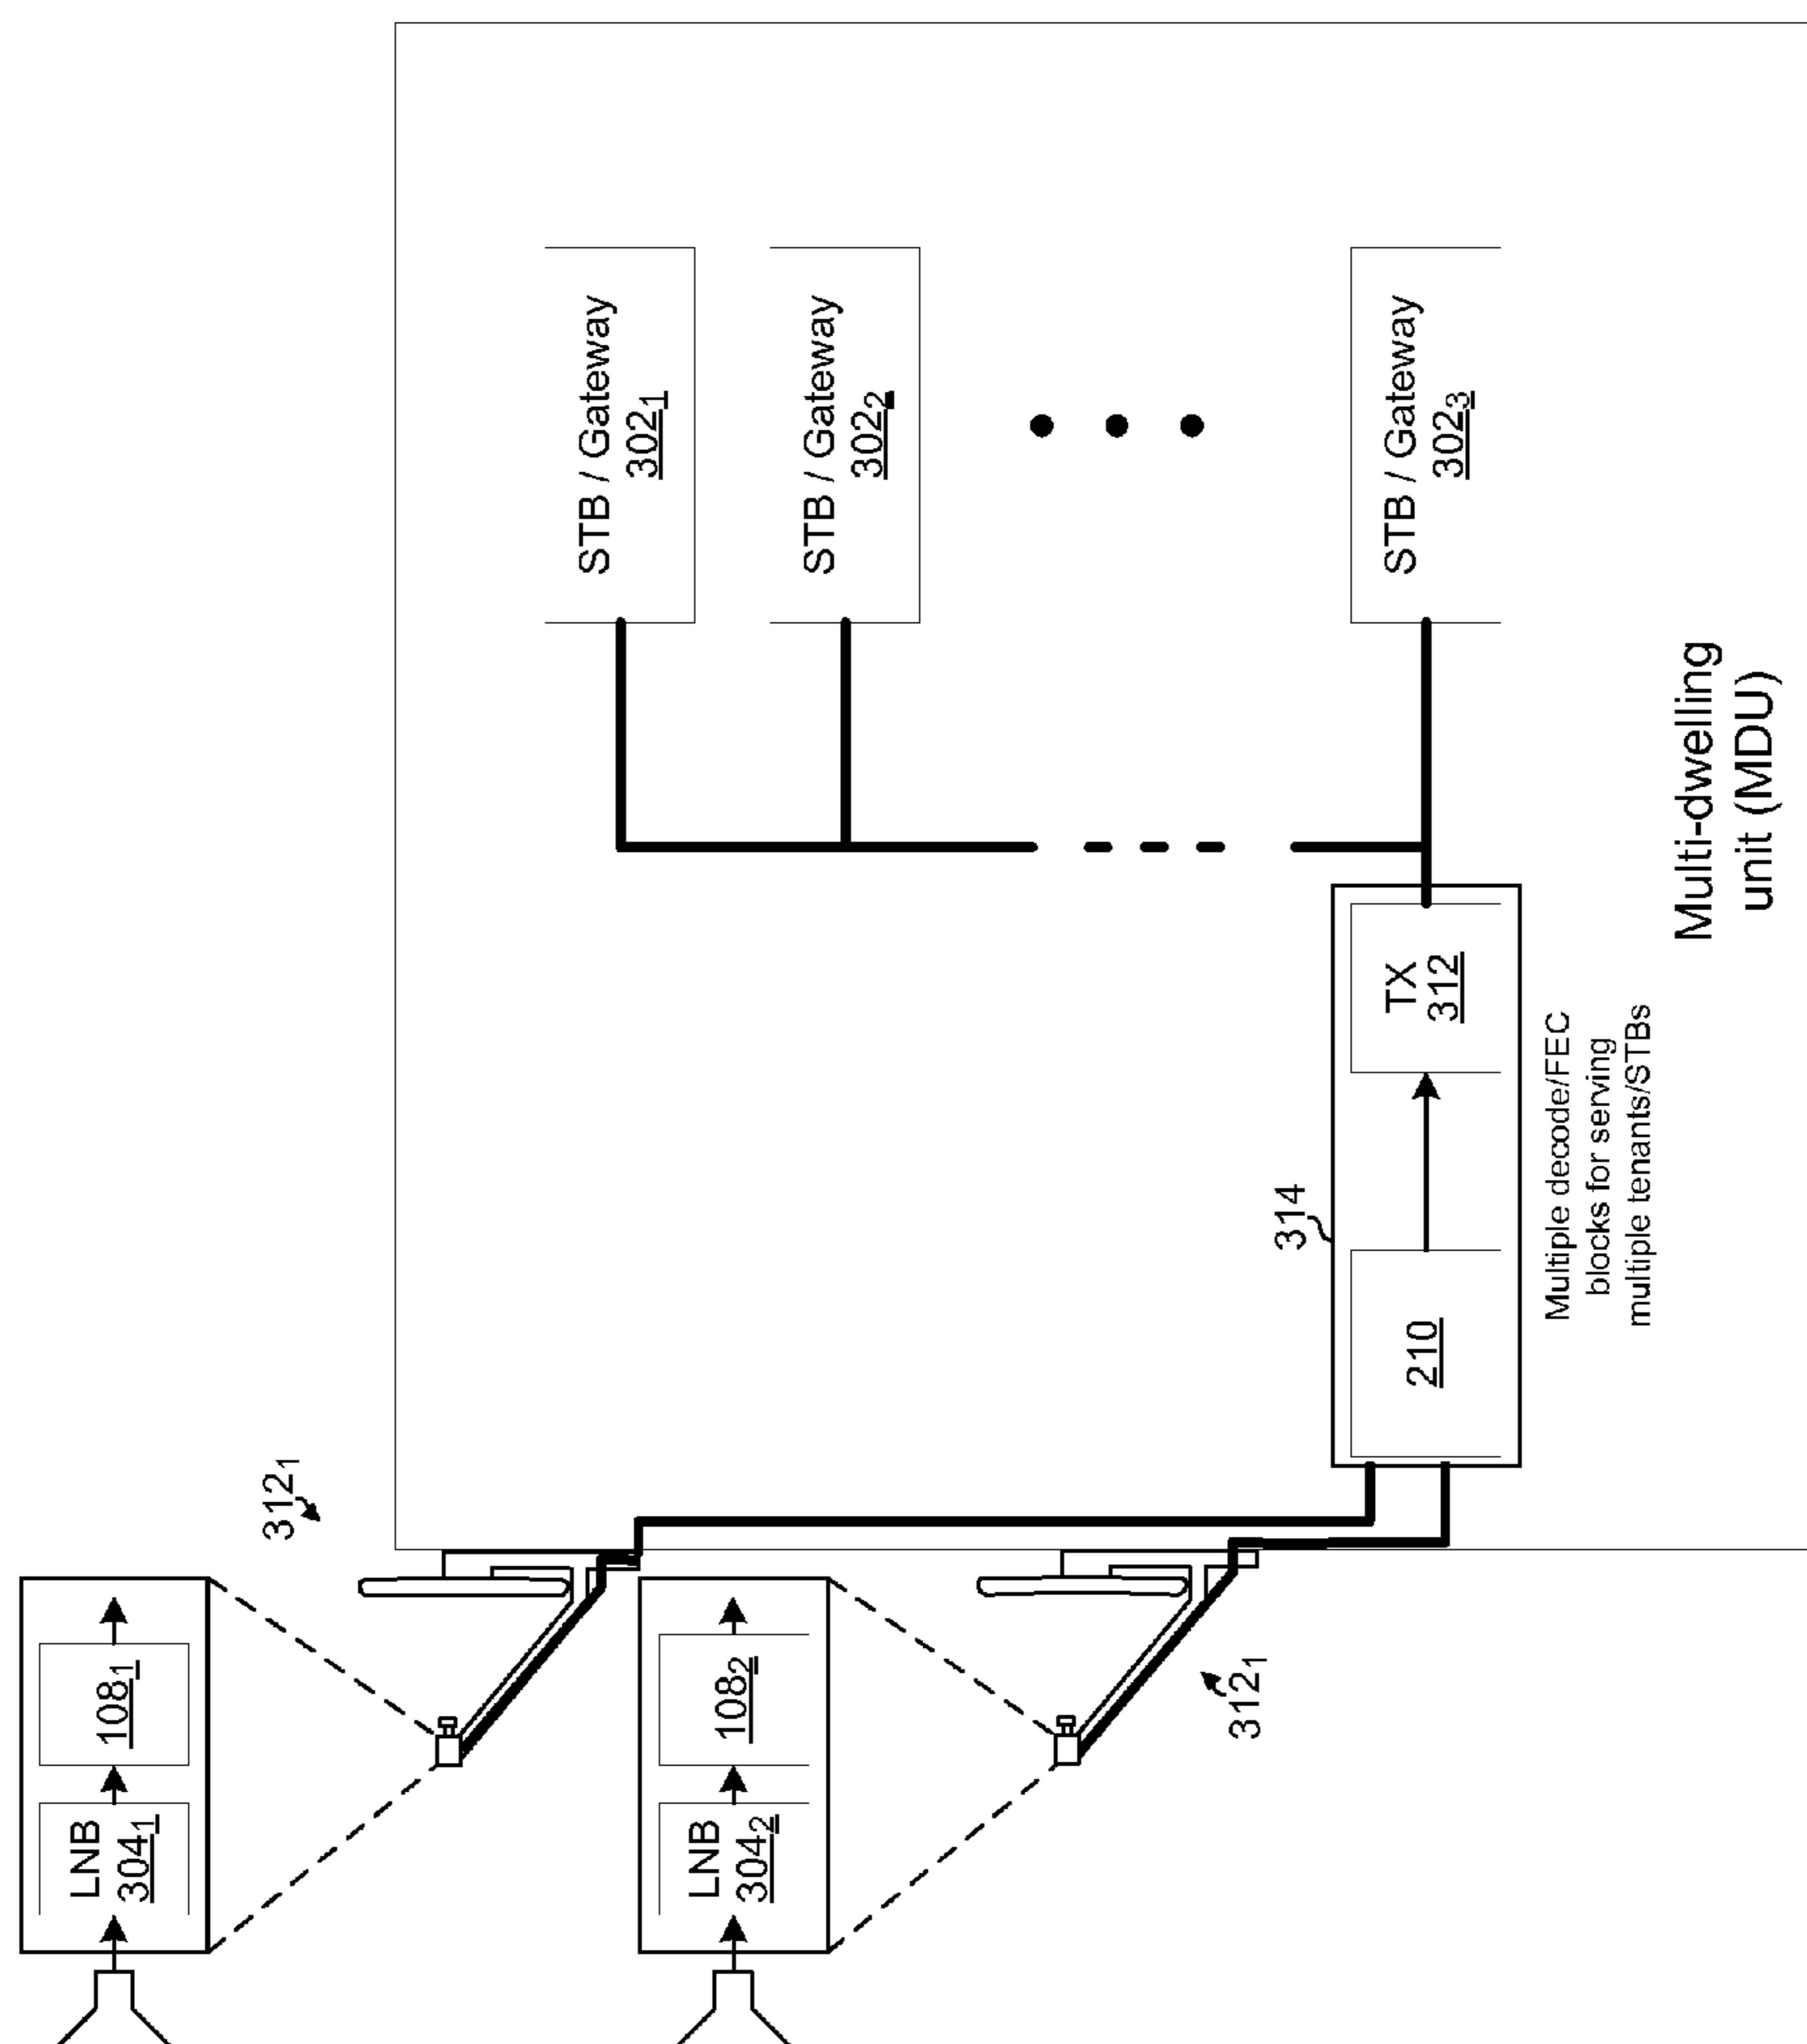 LNB
304₁
108₁
312₁
LNB
304₂
108₂
312₁
314
210
TX
312
Multiple decode/FEC
blocks for serving
multiple tenants/STBs
STB / Gateway
302₁
STB / Gateway
302₂
STB / Gateway
302₃
Multi-dwelling
unit (MDU)